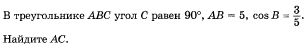 В треугольнике ABC угол C равен 90°, AB = 5, cos B = 3/5.
Найдите AC.